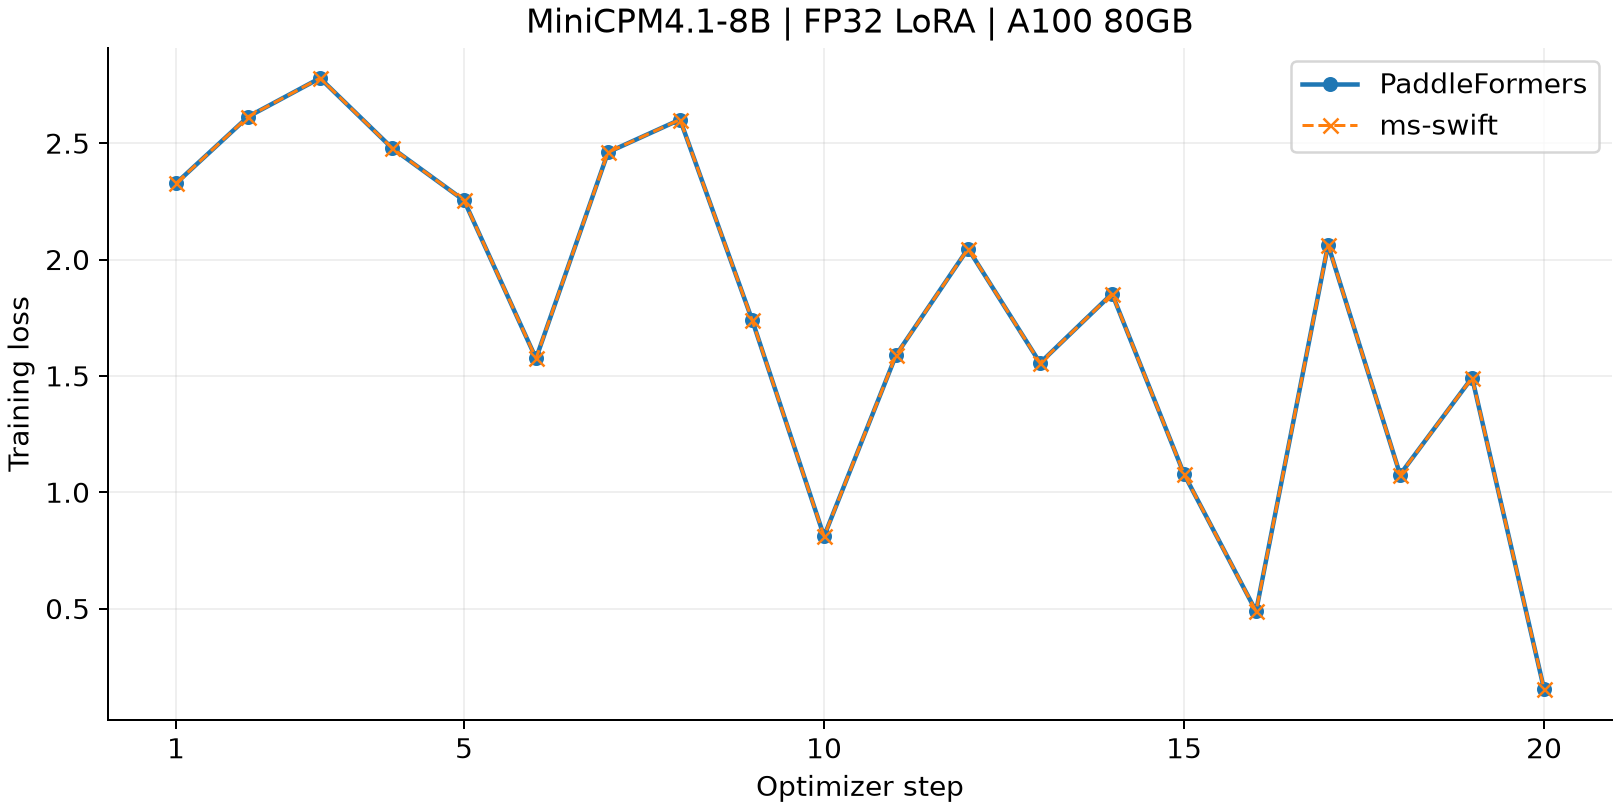 MiniCPM4.1-8B | FP32 LoRA | A100 80GB
PaddleFormers
ms-swift
Training loss
2.5
2.0
1.5
1.0
0.5
1 5 10 15 20
Optimizer step